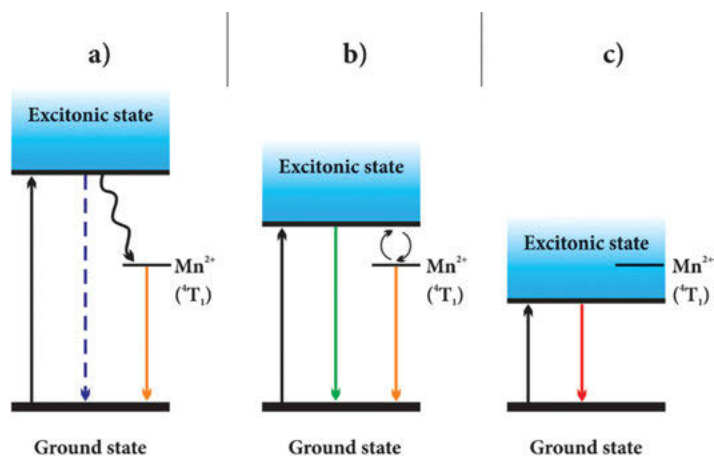 a)
b)
c)
Excitonic state
Mn²⁺
(⁴T₁)
Ground state
Excitonic state
Mn²⁺
(⁴T₁)
Ground state
Excitonic state
Mn²⁺
(⁴T₁)
Ground state